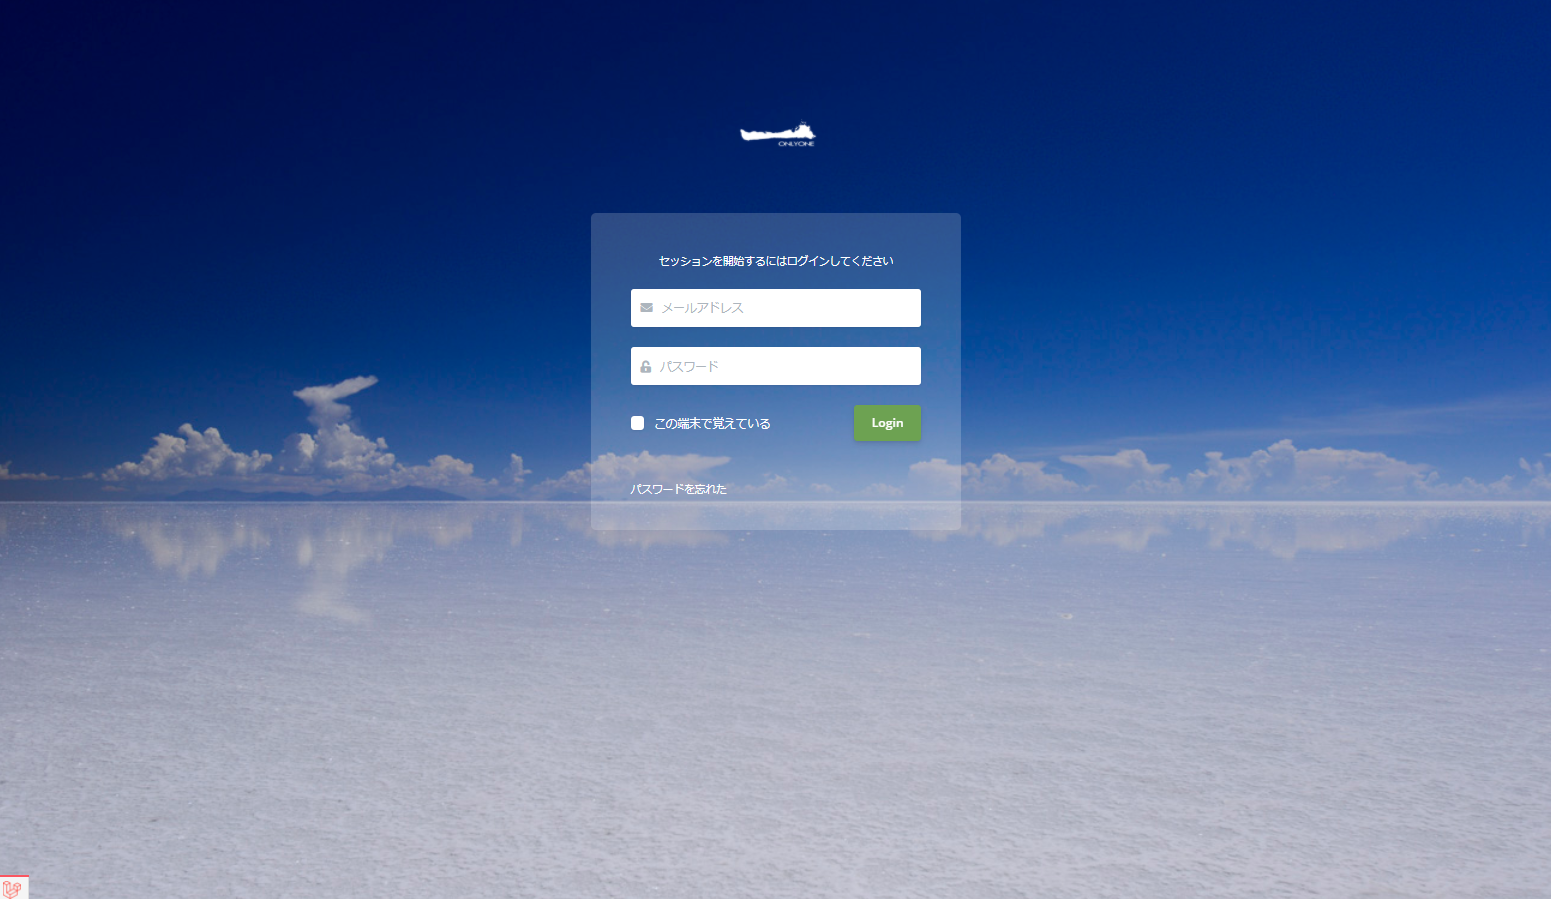 ONLYONE
セッションを開始するにはログインしてください
メールアドレス
パスワード
この端末で覚えている
Login
パスワードを忘れた